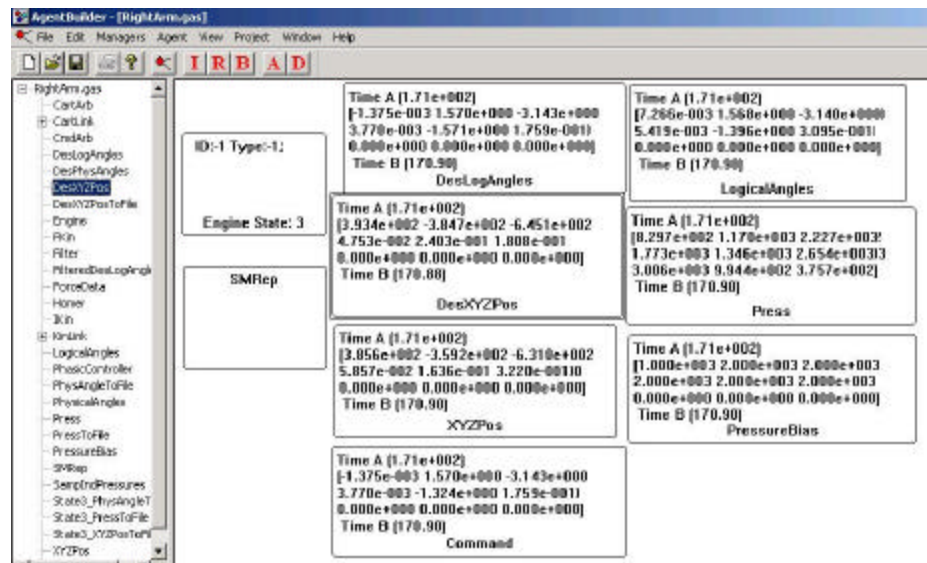 AgentBuilder - [RightArm.gas]
File Edit Managers Agent View Project Window Help
I R B A D
RightArm.gas
CartArb
CartLink
CmdArb
DesLogAngles
DesPhysAngles
DesXYZPos
DesXYZPosToFile
Engine
FKin
Filter
FilteredDesLogAngl
ForceData
Homer
IKin
KinLink
LogicalAngles
PhasicController
PhysAngleToFile
PhysicalAngles
Press
PressToFile
PressureBias
SMRep
SampIndPressures
State3_PhysAngleT
State3_PressToFile
State3_XYZPosToFi
XYZPos
ID:-1 Type:-1;
Engine State: 3
SMRep
Time A (1.71e+002)
[-1.375e-003 1.570e+000 -3.143e+000
3.770e-003 -1.571e+000 1.759e-001)
0.000e+000 0.000e+000 0.000e+000]
Time B (170.90)
DesLogAngles
Time A (1.71e+002)
[3.934e+002 -3.847e+002 -6.451e+002
4.753e-002 2.403e-001 1.808e-001
0.000e+000 0.000e+000 0.000e+000]
Time B (170.88)
DesXYZPos
Time A (1.71e+002)
[3.856e+002 -3.592e+002 -6.310e+002
5.857e-002 1.636e-001 3.220e-001)0
0.000e+000 0.000e+000 0.000e+000]
Time B (170.90)
XYZPos
Time A (1.71e+002)
[-1.375e-003 1.570e+000 -3.143e+000
3.770e-003 -1.324e+000 1.759e-001)
0.000e+000 0.000e+000 0.000e+000]
Time B (170.90)
Command
Time A (1.71e+002)
[7.266e-003 1.568e+000 -3.140e+000
5.419e-003 -1.396e+000 3.095e-001)
0.000e+000 0.000e+000 0.000e+000]
Time B (170.90)
LogicalAngles
Time A (1.71e+002)
[8.297e+002 1.170e+003 2.227e+003
1.773e+003 1.346e+003 2.654e+003)3
3.006e+003 9.944e+002 3.757e+002]
Time B (170.90)
Press
Time A (1.71e+002)
[1.000e+003 2.000e+003 2.000e+003
2.000e+003 2.000e+003 2.000e+003
0.000e+000 0.000e+000 0.000e+000]
Time B (170.90)
PressureBias